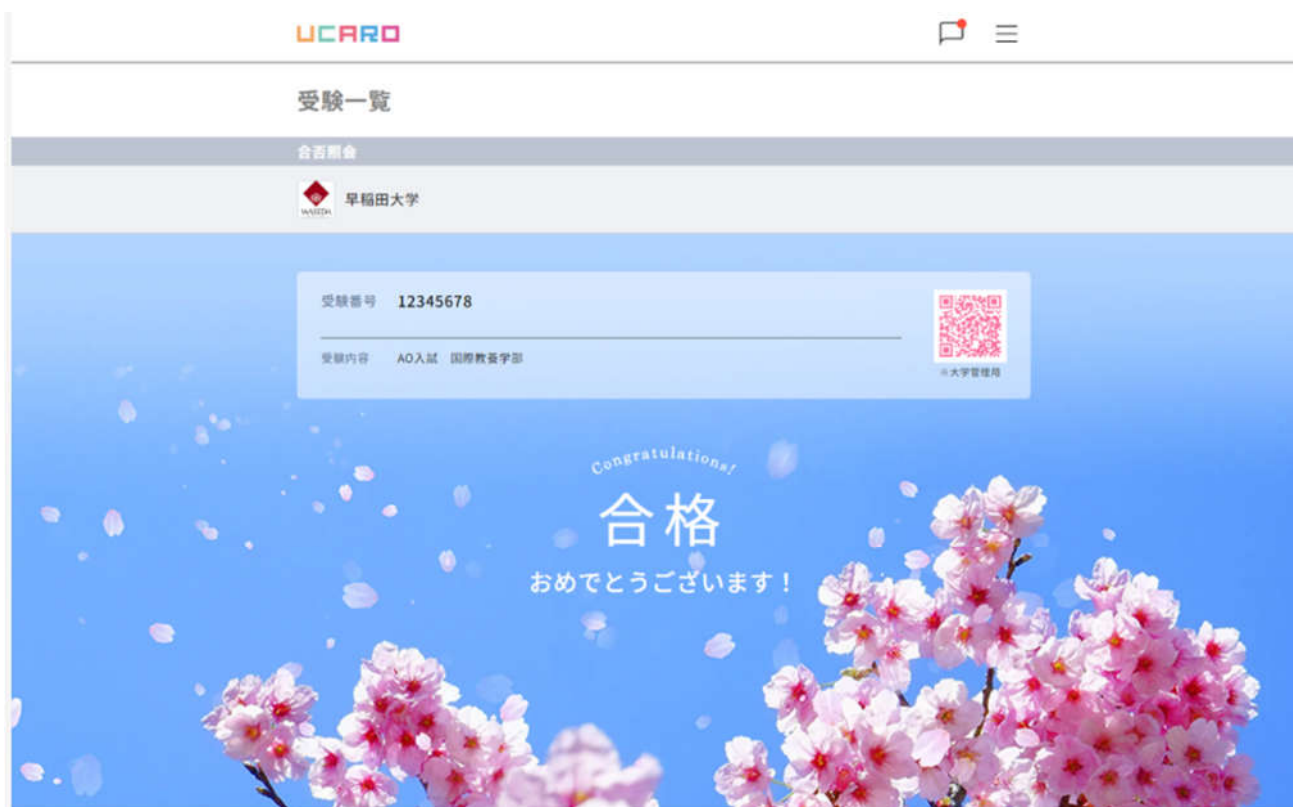 UCARO
受験一覧
合否照会
WASEDA
早稲田大学
受験番号 12345678
受験内容 AO入試 国際教養学部
※大学管理用
Congratulations!
合格
おめでとうございます！